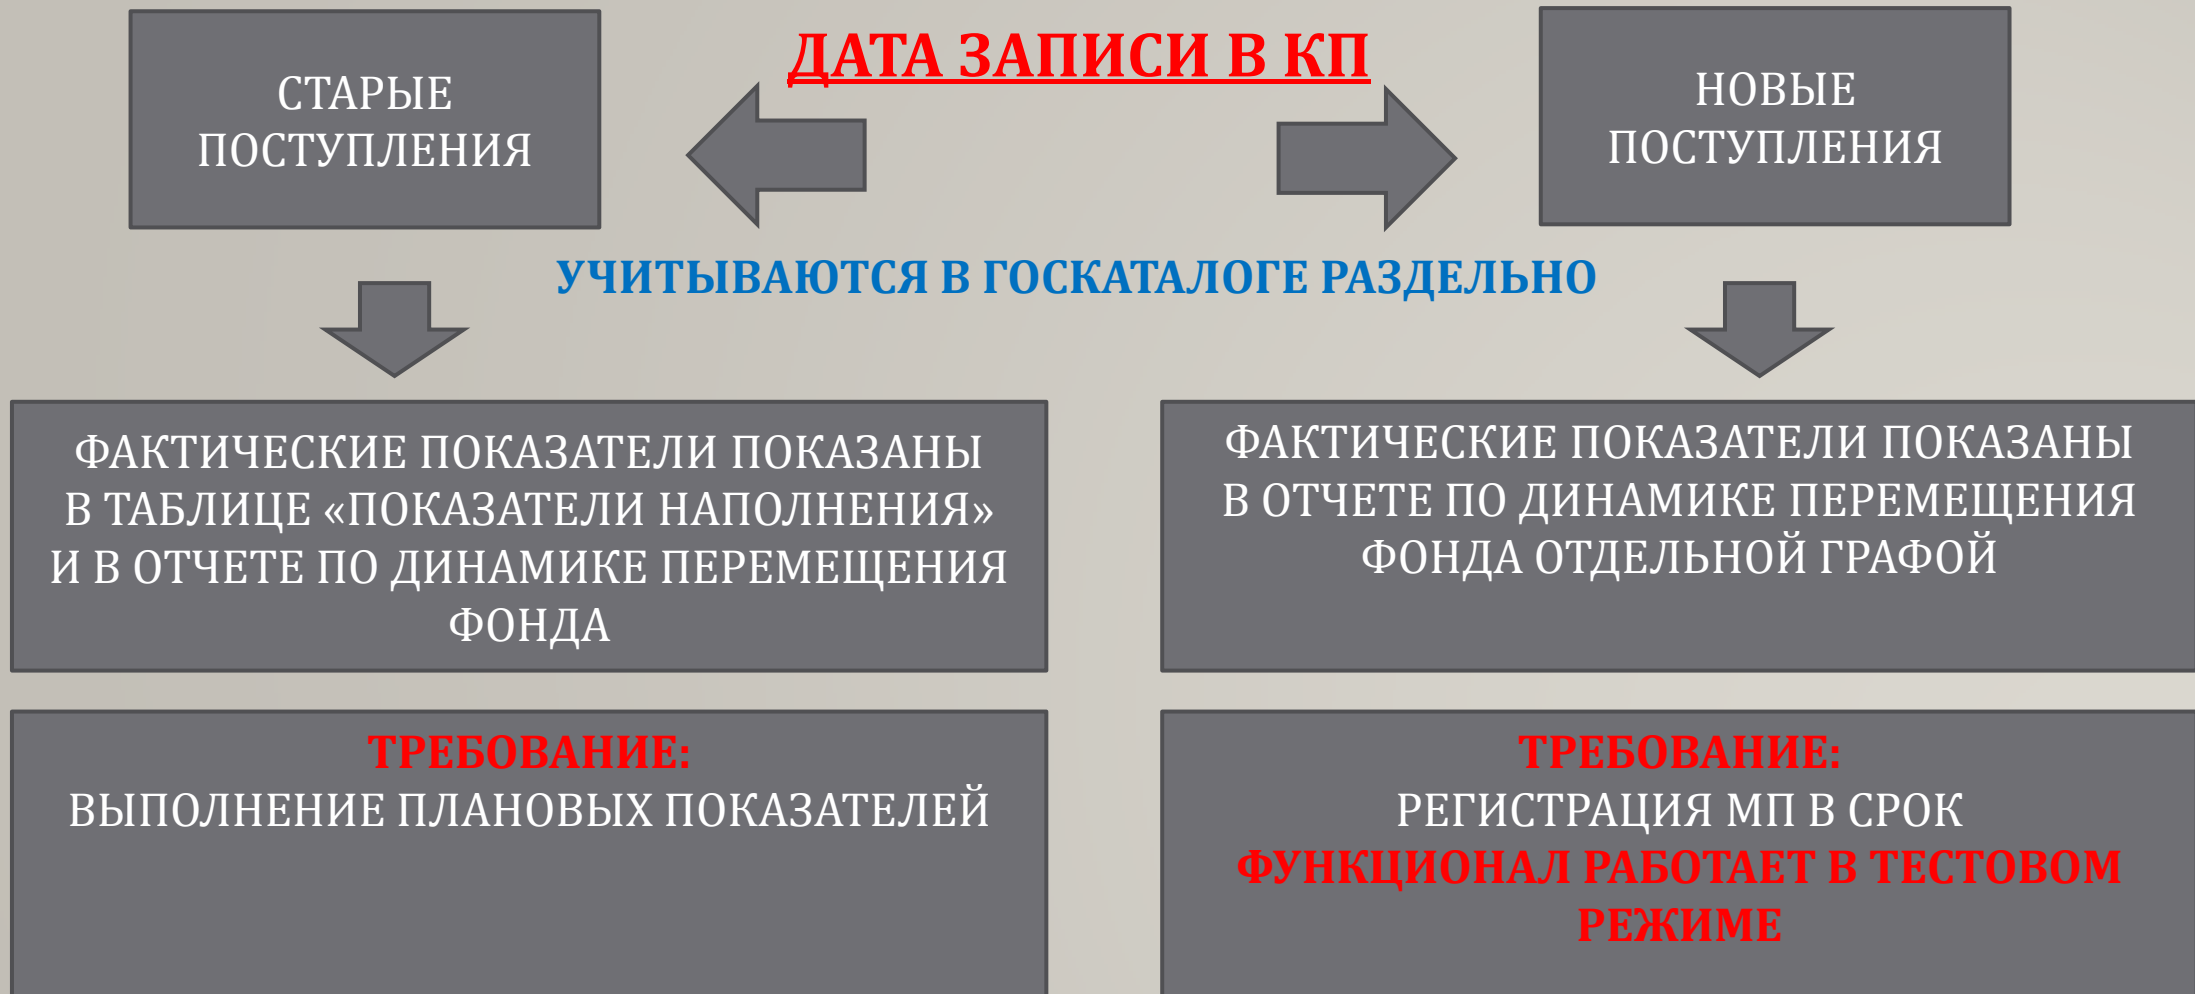 ДАТА ЗАПИСИ В КП
СТАРЫЕ
ПОСТУПЛЕНИЯ
НОВЫЕ
ПОСТУПЛЕНИЯ
УЧИТЫВАЮТСЯ В ГОСКАТАЛОГЕ РАЗДЕЛЬНО
ФАКТИЧЕСКИЕ ПОКАЗАТЕЛИ ПОКАЗАНЫ
В ТАБЛИЦЕ «ПОКАЗАТЕЛИ НАПОЛНЕНИЯ»
И В ОТЧЕТЕ ПО ДИНАМИКЕ ПЕРЕМЕЩЕНИЯ
ФОНДА
ФАКТИЧЕСКИЕ ПОКАЗАТЕЛИ ПОКАЗАНЫ
В ОТЧЕТЕ ПО ДИНАМИКЕ ПЕРЕМЕЩЕНИЯ
ФОНДА ОТДЕЛЬНОЙ ГРАФОЙ
ТРЕБОВАНИЕ:
ВЫПОЛНЕНИЕ ПЛАНОВЫХ ПОКАЗАТЕЛЕЙ
ТРЕБОВАНИЕ:
РЕГИСТРАЦИЯ МП В СРОК
ФУНКЦИОНАЛ РАБОТАЕТ В ТЕСТОВОМ
РЕЖИМЕ